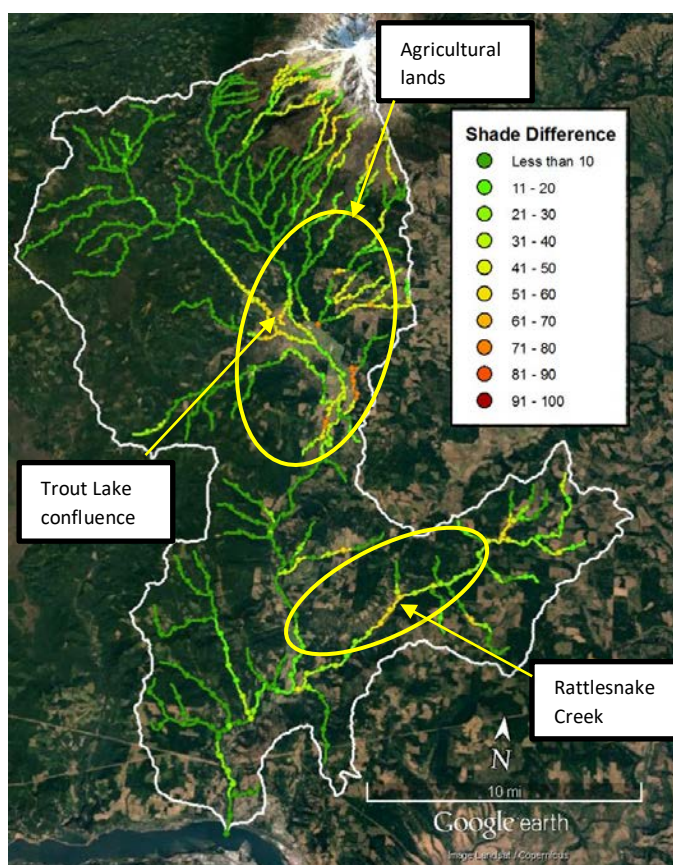 Agricultural
lands
Shade Difference
Less than 10
11 - 20
21 - 30
31 - 40
41 - 50
51 - 60
61 - 70
71 - 80
81 - 90
91 - 100
Trout Lake
confluence
Rattlesnake
Creek
N
10 mi
Google earth
Image Landsat / Copernicus